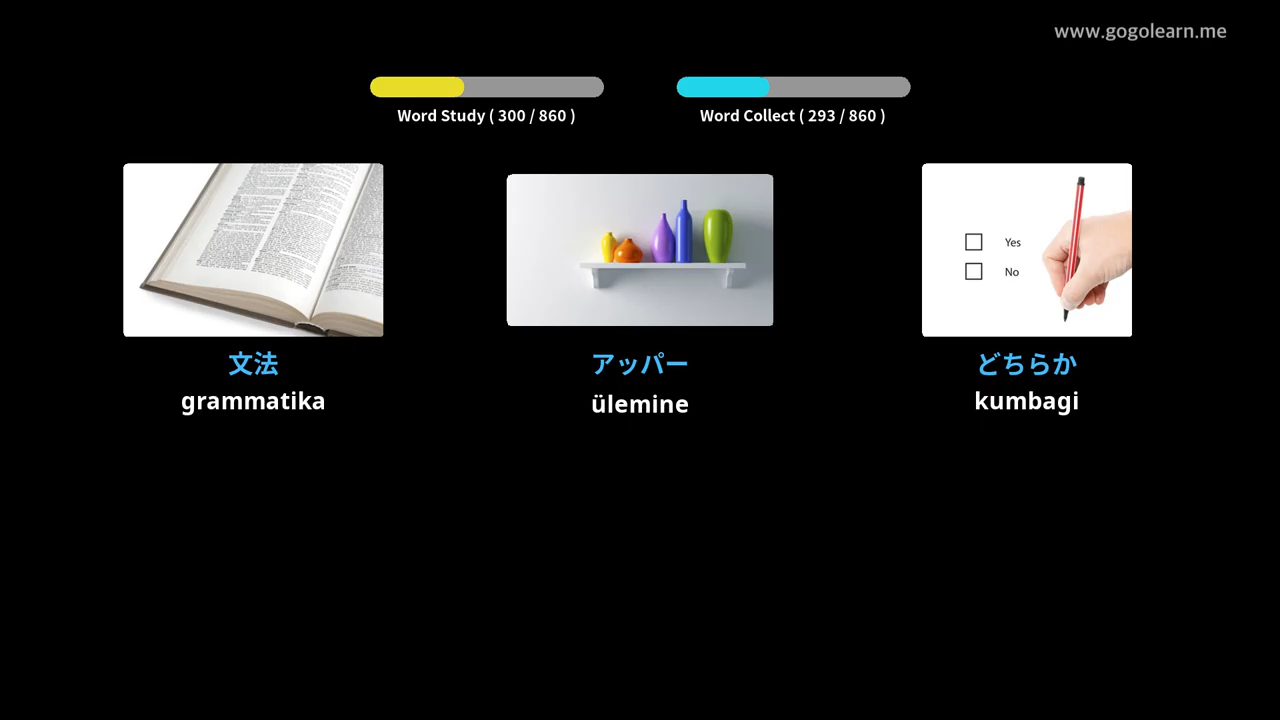 www.gogolearn.me
Word Study ( 300 / 860 )
Word Collect ( 293 / 860 )
Yes
No
文法
アッパー
どちらか
grammatika
ülemine
kumbagi